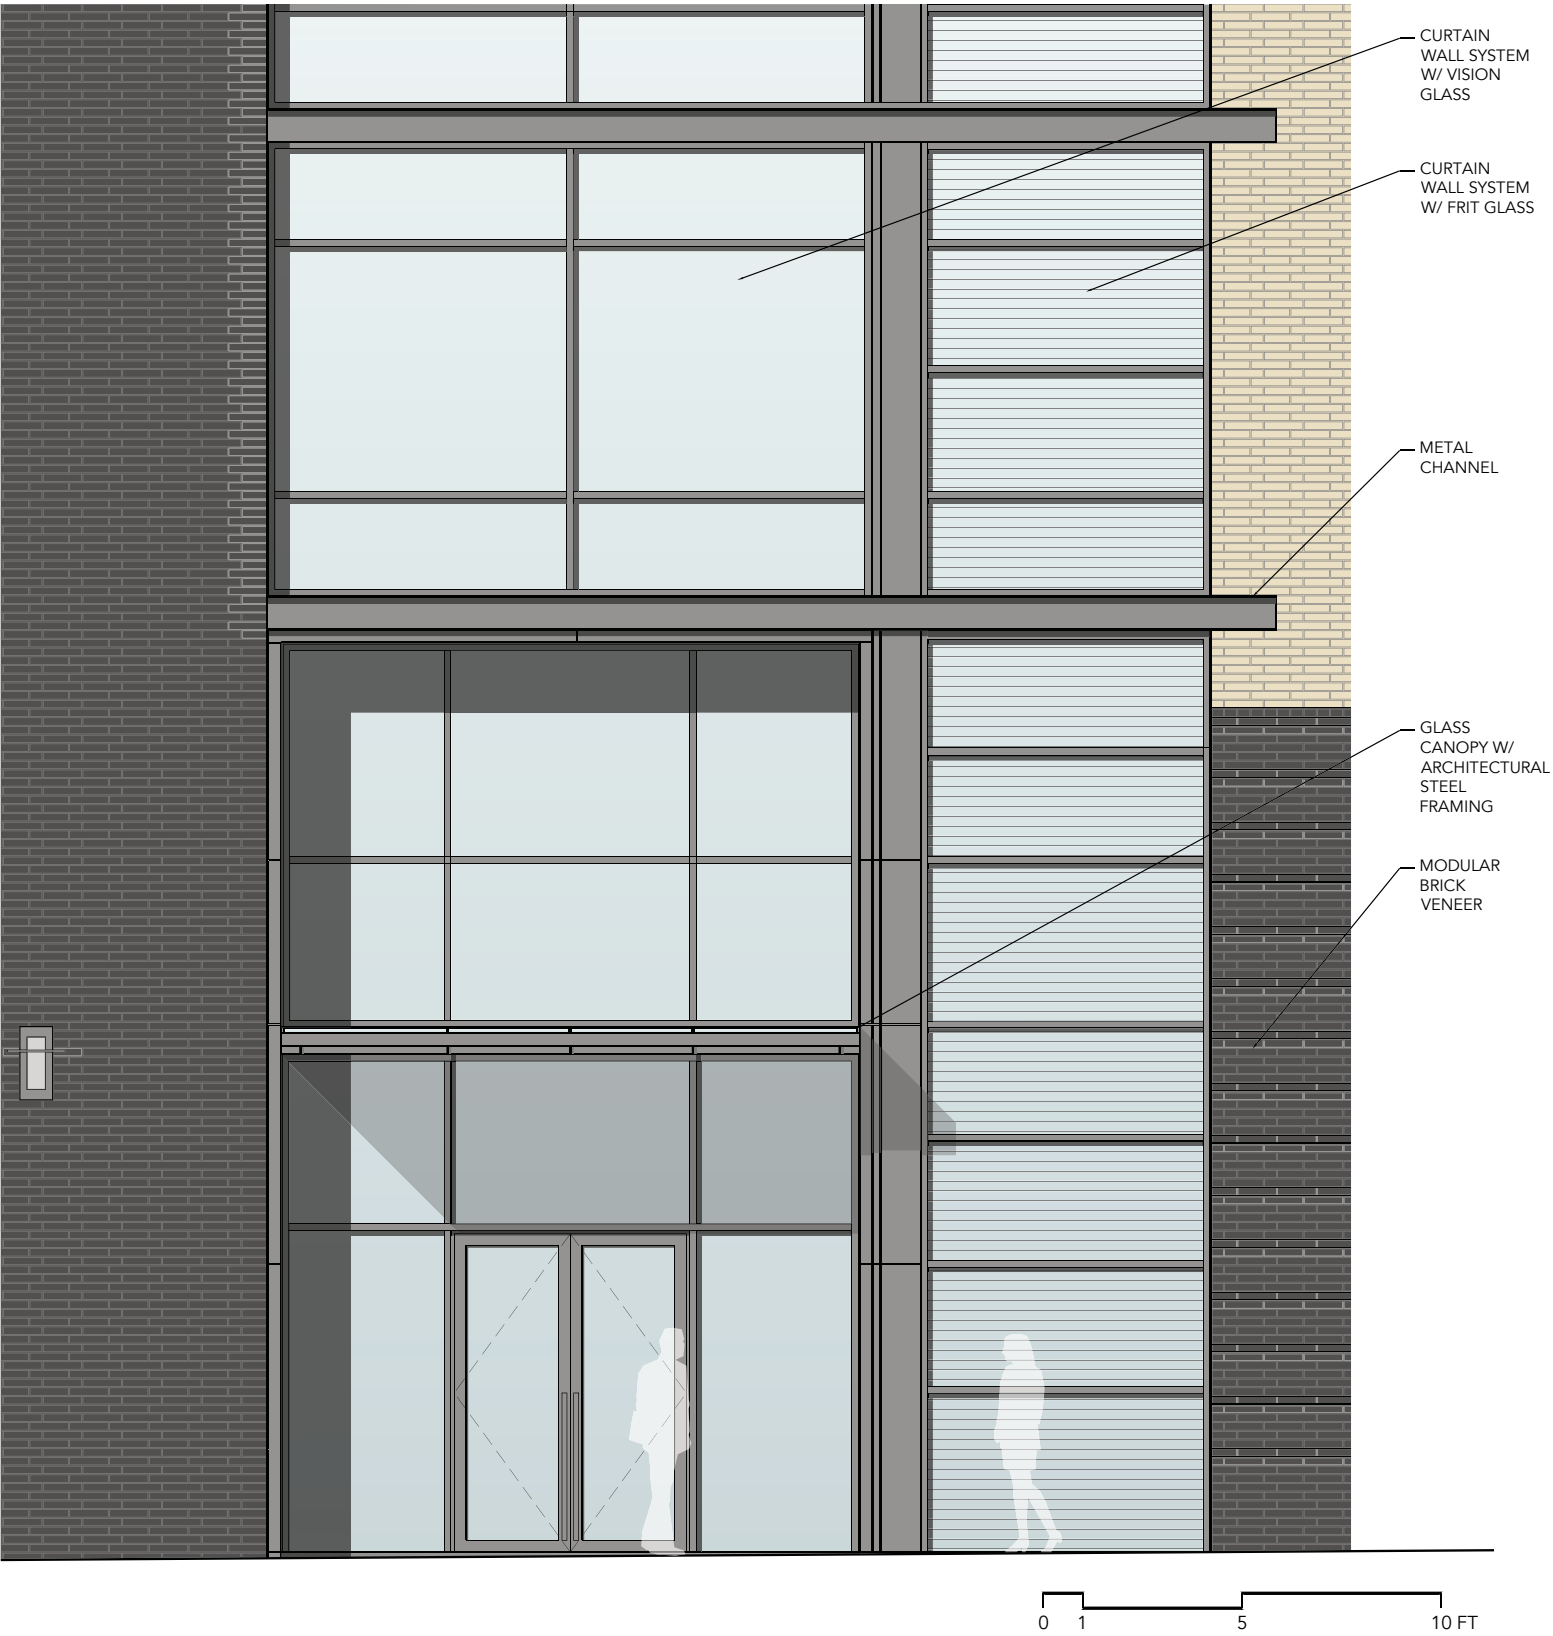 CURTAIN
WALL SYSTEM
W/ VISION
GLASS
CURTAIN
WALL SYSTEM
W/ FRIT GLASS
METAL
CHANNEL
GLASS
CANOPY W/
ARCHITECTURAL
STEEL
FRAMING
MODULAR
BRICK
VENEER
0 1 5 10 FT